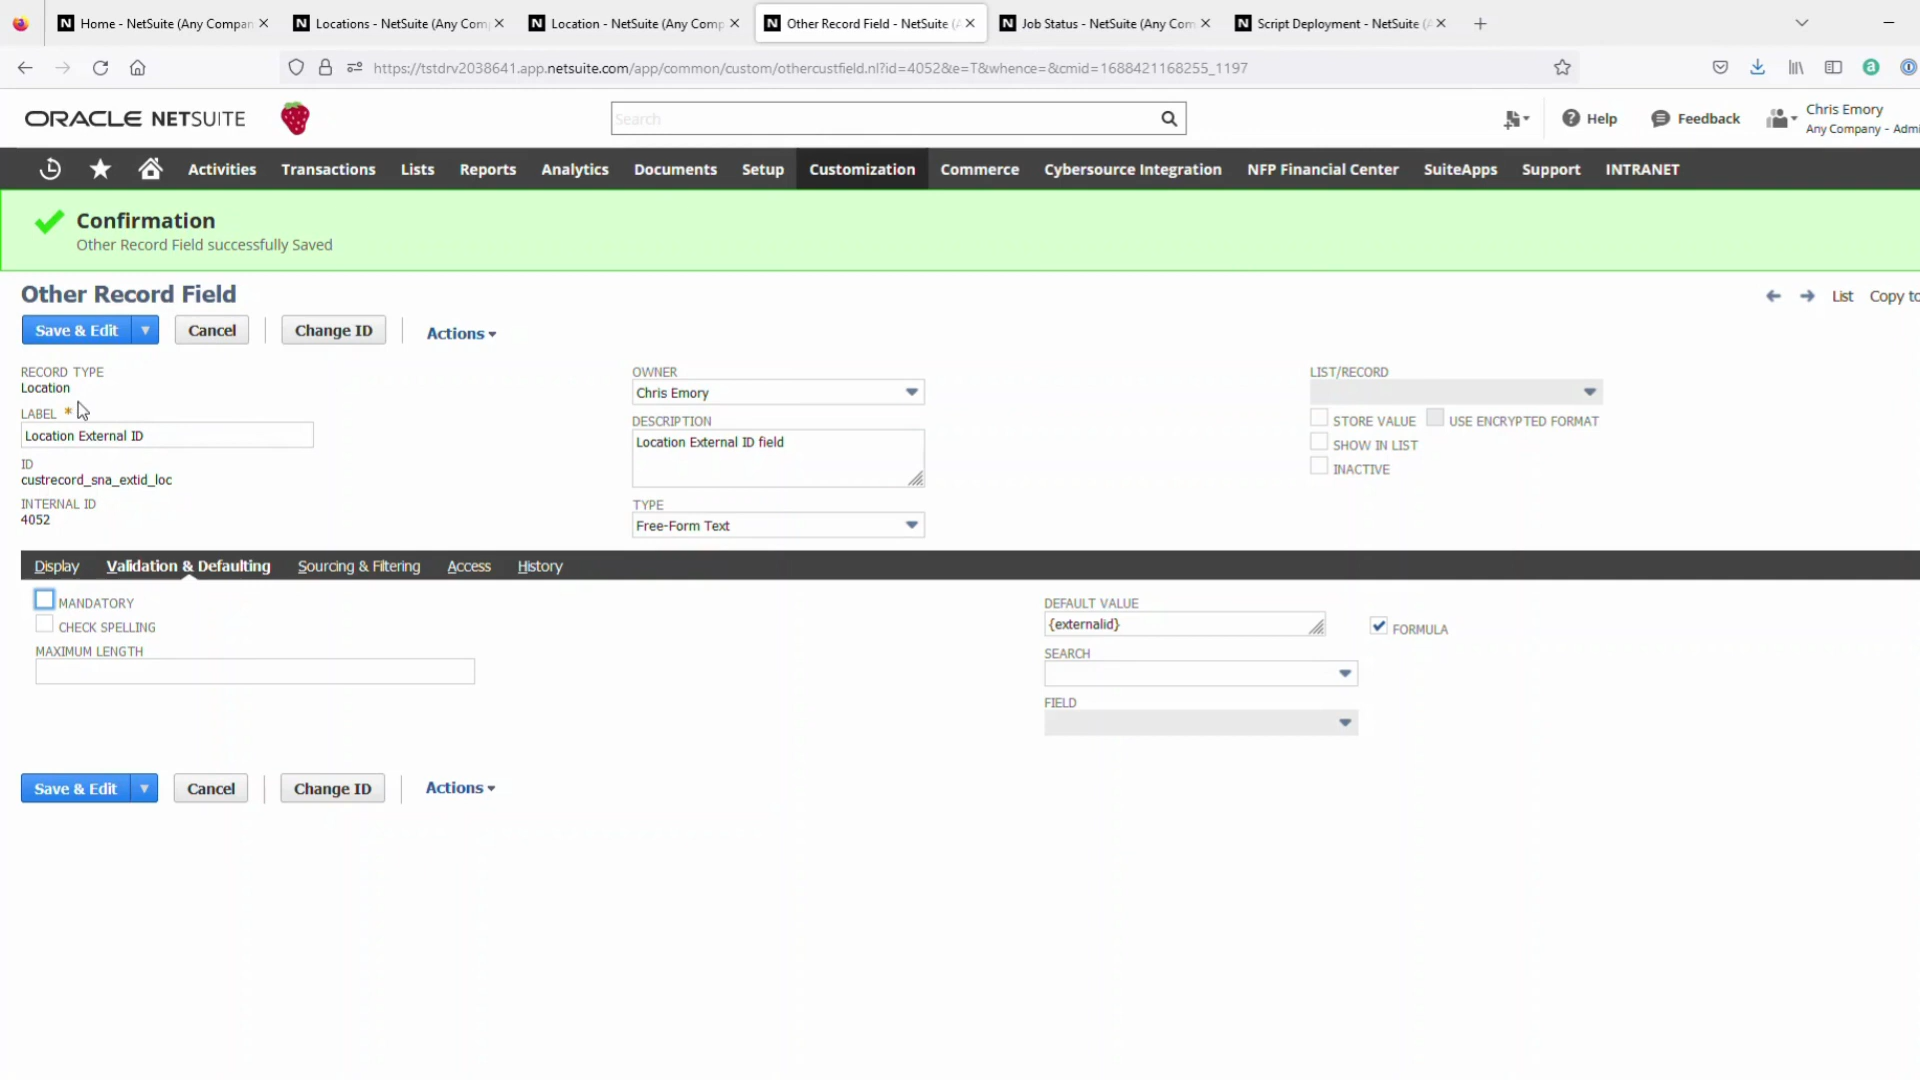 Home - NetSuite (Any Compan
Locations - NetSuite (Any Com
Location - NetSuite (Any Comp
Other Record Field - NetSuite (A
Job Status - NetSuite (Any Com
Script Deployment - NetSuite (A
https://tstdrv2038641.app.netsuite.com/app/common/custom/othercustfield.nl?id=4052&e=T&whence=&cmid=1688421168255_1197
ORACLE NETSUITE
Search
Help
Feedback
Chris Emory
Any Company - Admi
Activities
Transactions
Lists
Reports
Analytics
Documents
Setup
Customization
Commerce
Cybersource Integration
NFP Financial Center
SuiteApps
Support
INTRANET
Confirmation
Other Record Field successfully Saved
Other Record Field
List
Copy to
Save & Edit
Cancel
Change ID
Actions
RECORD TYPE
Location
LABEL *
Location External ID
ID
custrecord_sna_extid_loc
INTERNAL ID
4052
OWNER
Chris Emory
DESCRIPTION
Location External ID field
TYPE
Free-Form Text
LIST/RECORD
STORE VALUE
USE ENCRYPTED FORMAT
SHOW IN LIST
INACTIVE
Display
Validation & Defaulting
Sourcing & Filtering
Access
History
MANDATORY
CHECK SPELLING
MAXIMUM LENGTH
DEFAULT VALUE
{externalid}
FORMULA
SEARCH
FIELD
Save & Edit
Cancel
Change ID
Actions